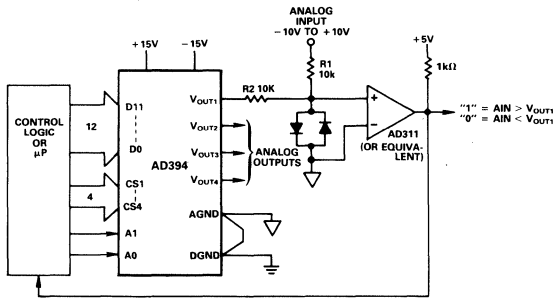 ANALOG
INPUT
−10V TO +10V
+15V
−15V
+5V
R1
10k
1kΩ
R2 10K
CONTROL
LOGIC
OR
µP
12
4
D11
D0
CS1
CS4
A1
A0
AD394
VOUT1
VOUT2
VOUT3
VOUT4
ANALOG
OUTPUTS
AGND
DGND
+
−
AD311
(OR EQUIVA-
LENT)
"1" = AIN > VOUT1
"0" = AIN < VOUT1